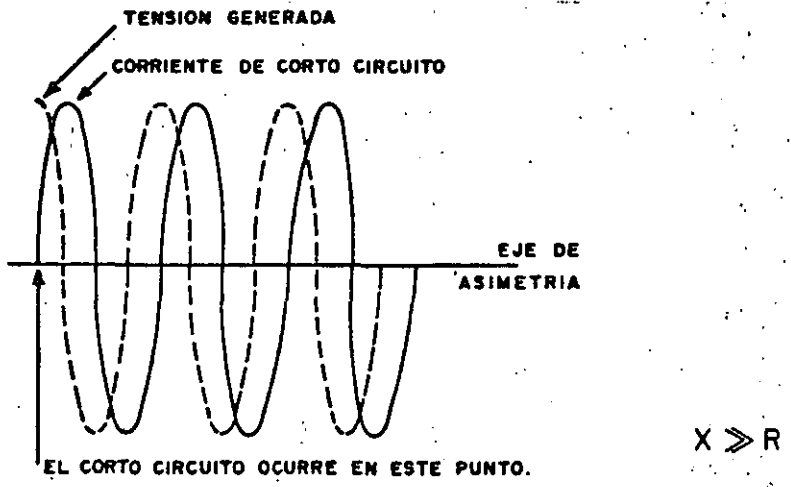 TENSION GENERADA
CORRIENTE DE CORTO CIRCUITO
EJE DE
ASIMETRIA
X >> R
EL CORTO CIRCUITO OCURRE EN ESTE PUNTO.